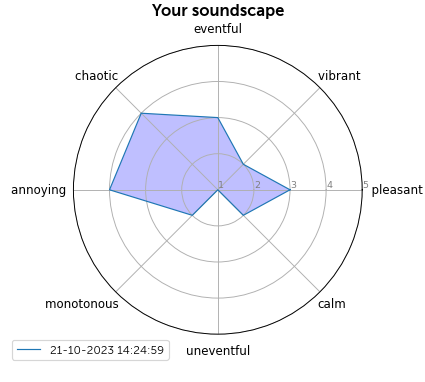 Your soundscape
eventful
chaotic
vibrant
annoying
1
2
3
4
5
pleasant
monotonous
calm
uneventful
21-10-2023 14:24:59